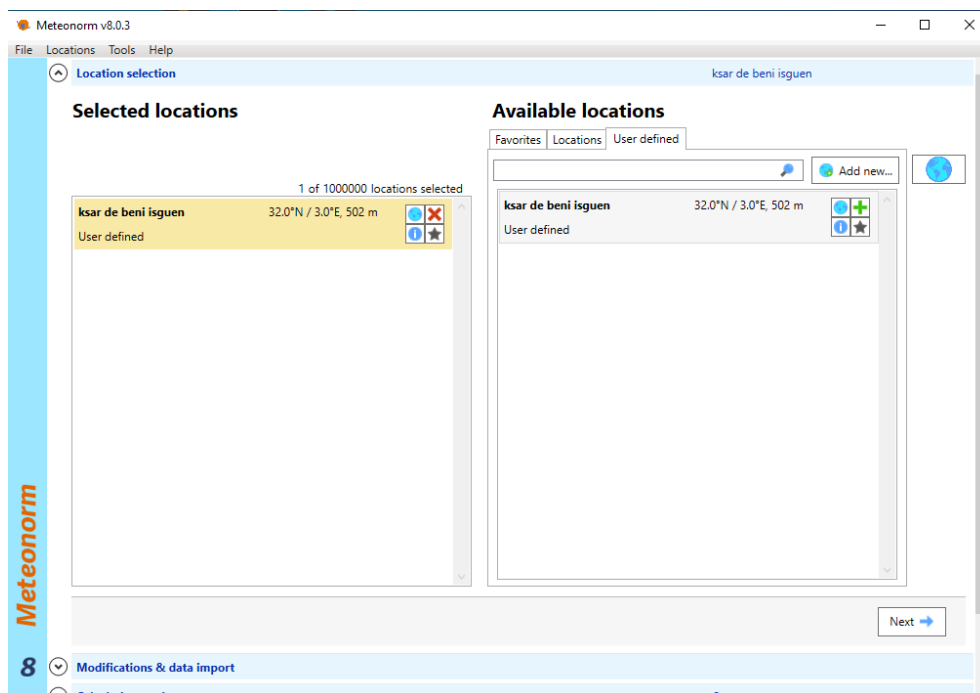 Meteonorm v8.0.3
File Locations Tools Help
Location selection ksar de beni isguen
Selected locations
Available locations
Favorites Locations User defined
Add new...
1 of 1000000 locations selected
ksar de beni isguen 32.0°N / 3.0°E, 502 m
User defined
ksar de beni isguen 32.0°N / 3.0°E, 502 m
User defined
Next
Meteonorm
8
Modifications & data import